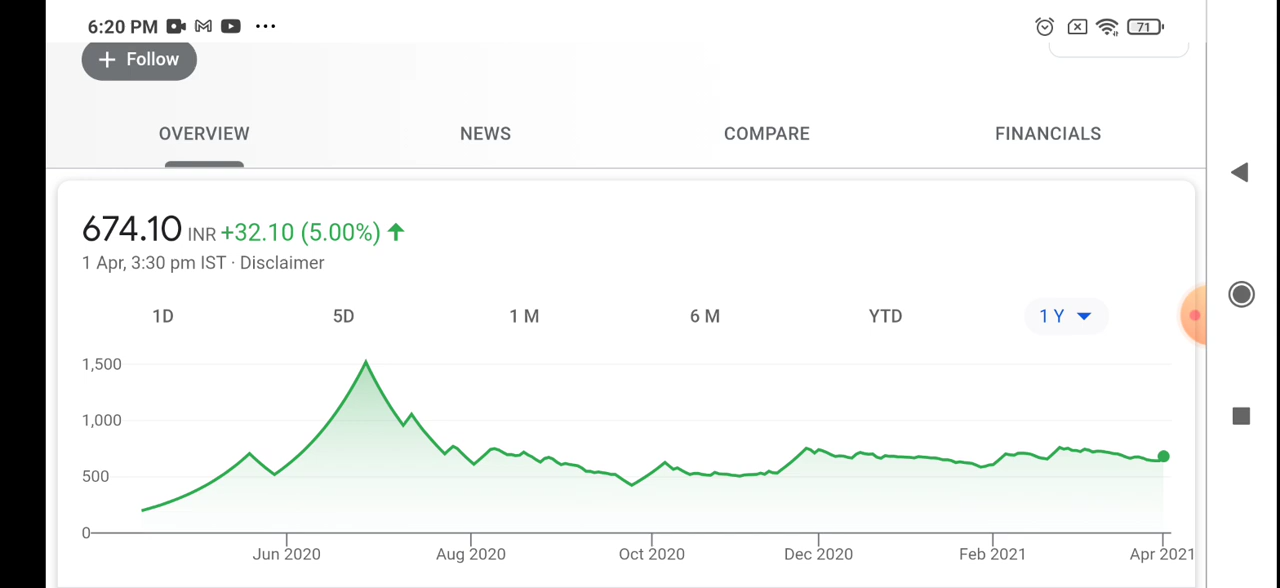 6:20 PM
71
+ Follow
OVERVIEW NEWS COMPARE FINANCIALS
674.10 INR +32.10 (5.00%) ↑
1 Apr, 3:30 pm IST · Disclaimer
1D 5D 1 M 6 M YTD 1 Y
1,500
1,000
500
0
Jun 2020 Aug 2020 Oct 2020 Dec 2020 Feb 2021 Apr 2021